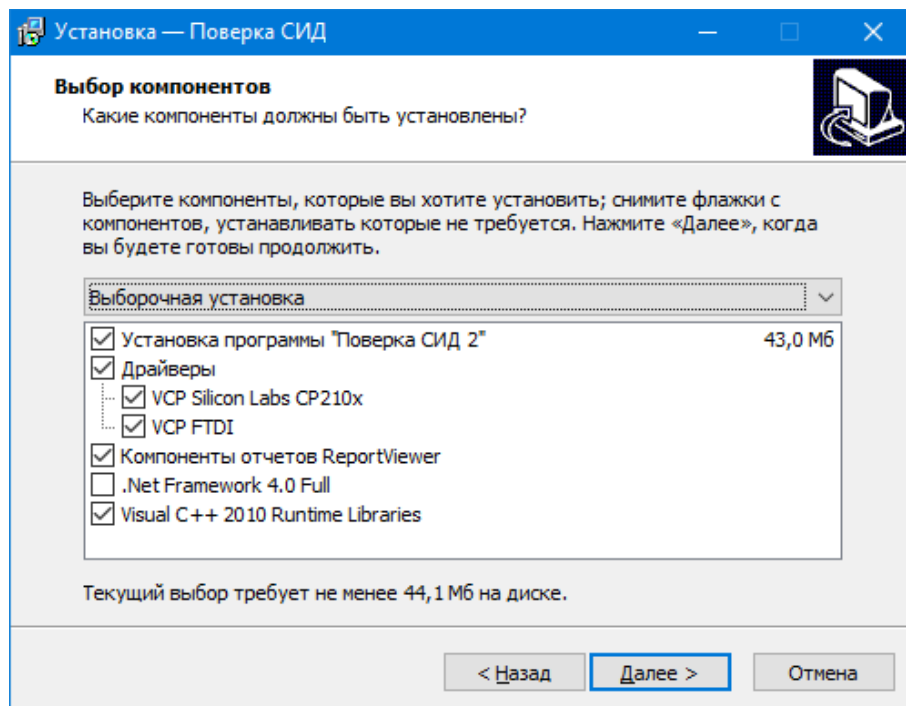 Установка — Поверка СИД
Выбор компонентов
Какие компоненты должны быть установлены?
Выберите компоненты, которые вы хотите установить; снимите флажки с
компонентов, устанавливать которые не требуется. Нажмите «Далее», когда
вы будете готовы продолжить.
Выборочная установка
Установка программы "Поверка СИД 2" 43,0 Мб
Драйверы
VCP Silicon Labs CP210x
VCP FTDI
Компоненты отчетов ReportViewer
.Net Framework 4.0 Full
Visual C++ 2010 Runtime Libraries
Текущий выбор требует не менее 44,1 Мб на диске.
< Назад Далее > Отмена